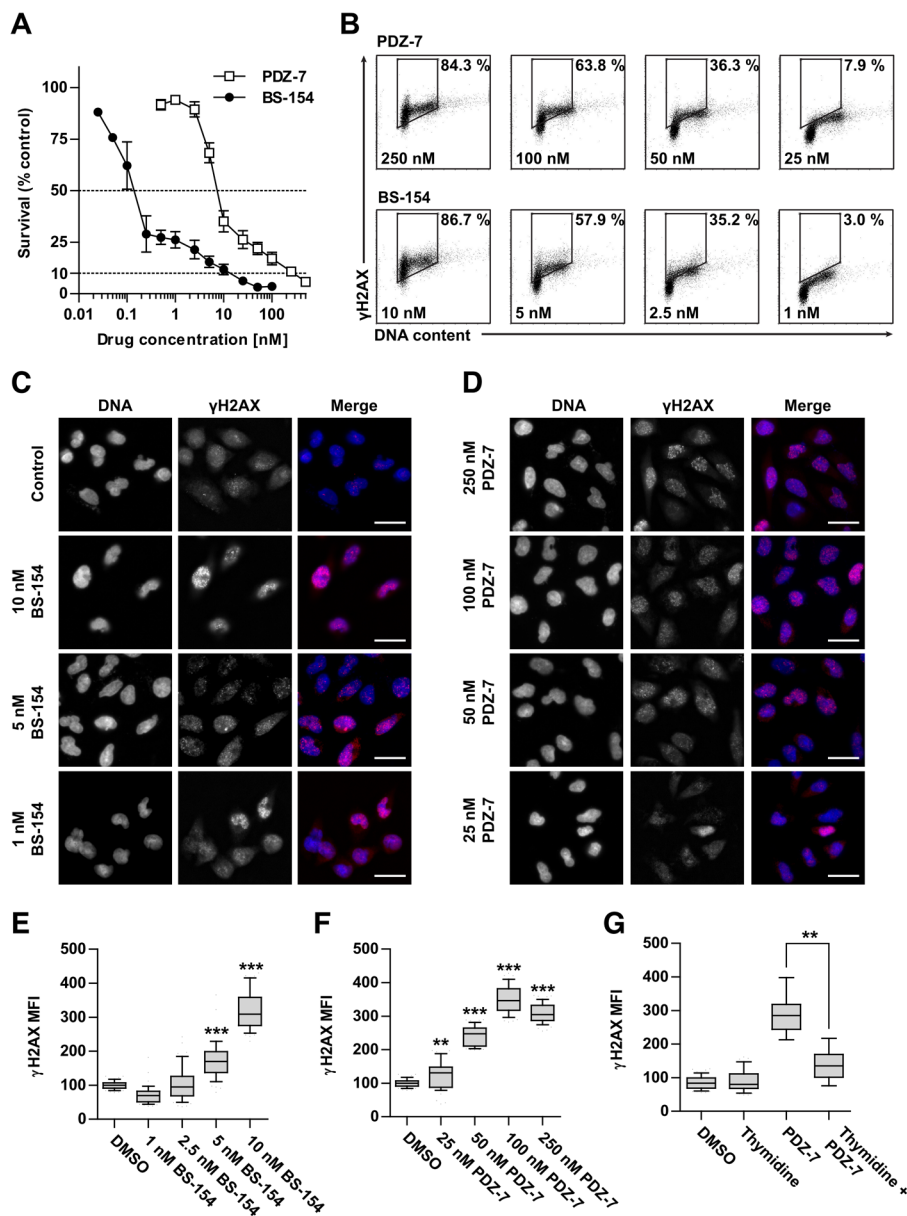 A
PDZ-7
BS-154
Survival (% control)
100
75
50
25
10
0
0.01
0.1
1
10
100
Drug concentration [nM]
B
PDZ-7
84.3 %
63.8 %
36.3 %
7.9 %
250 nM
100 nM
50 nM
25 nM
BS-154
86.7 %
57.9 %
35.2 %
3.0 %
10 nM
5 nM
2.5 nM
1 nM
γH2AX
DNA content
C
DNA
γH2AX
Merge
Control
10 nM
BS-154
5 nM
BS-154
1 nM
BS-154
D
DNA
γH2AX
Merge
250 nM
PDZ-7
100 nM
PDZ-7
50 nM
PDZ-7
25 nM
PDZ-7
E
γH2AX MFI
500
400
300
200
100
0
***
***
DMSO
1 nM BS-154
2.5 nM BS-154
5 nM BS-154
10 nM BS-154
F
γH2AX MFI
500
400
300
200
100
0
**
***
***
***
DMSO
25 nM PDZ-7
50 nM PDZ-7
100 nM PDZ-7
250 nM PDZ-7
G
γH2AX MFI
500
400
300
200
100
0
**
DMSO
Thymidine
PDZ-7
Thymidine +
PDZ-7